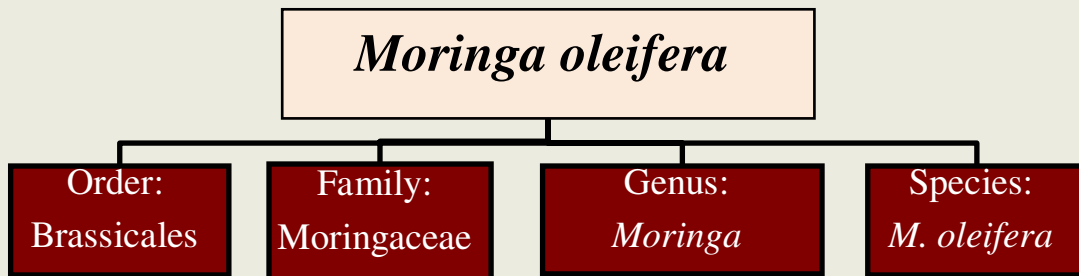 Moringa oleifera
Order:
Brassicales
Family:
Moringaceae
Genus:
Moringa
Species:
M. oleifera